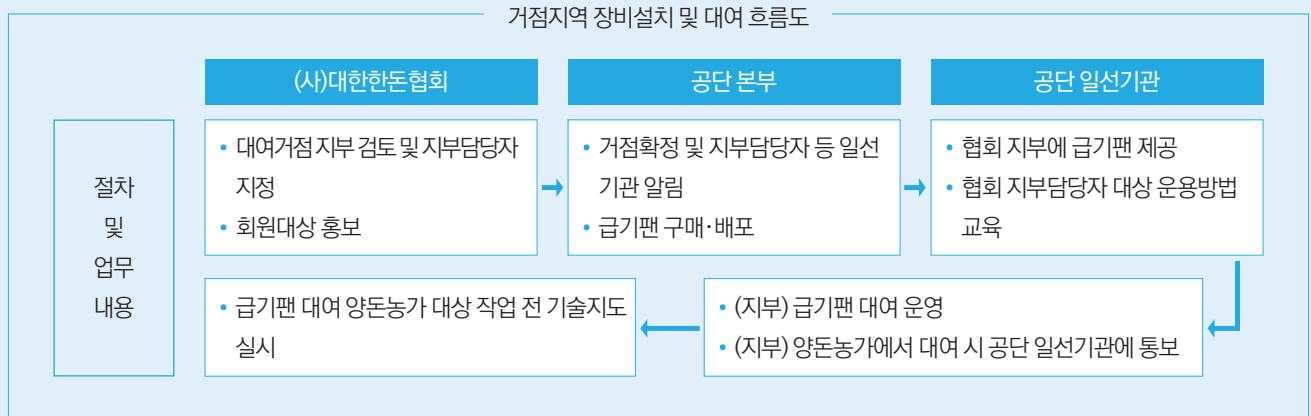 거점지역 장비설치 및 대여 흐름도
(사)대한한돈협회
공단 본부
공단 일선기관
절차
및
업무
내용
• 대여거점 지부 검토 및 지부담당자
지정
• 회원대상 홍보
• 거점확정 및 지부담당자 등 일선
기관 알림
• 급기팬 구매·배포
• 협회 지부에 급기팬 제공
• 협회 지부담당자 대상 운용방법
교육
• (지부) 급기팬 대여 운영
• (지부) 양돈농가에서 대여 시 공단 일선기관에 통보
• 급기팬 대여 양돈농가 대상 작업 전 기술지도
실시